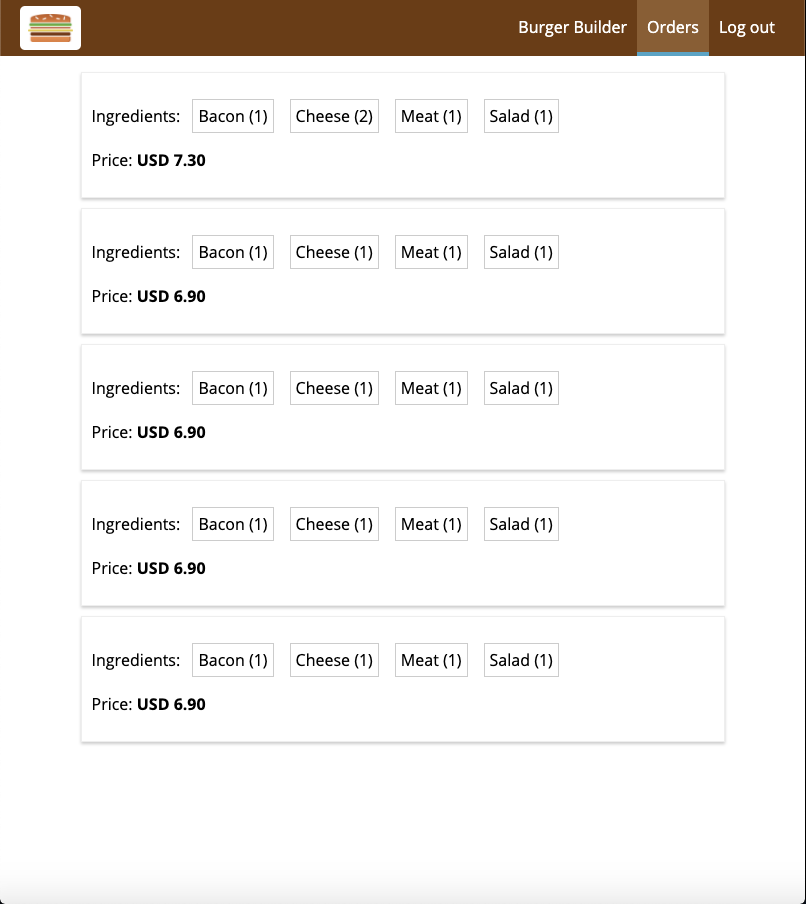 Burger Builder Orders Log out
Ingredients: Bacon (1) Cheese (2) Meat (1) Salad (1)
Price: USD 7.30
Ingredients: Bacon (1) Cheese (1) Meat (1) Salad (1)
Price: USD 6.90
Ingredients: Bacon (1) Cheese (1) Meat (1) Salad (1)
Price: USD 6.90
Ingredients: Bacon (1) Cheese (1) Meat (1) Salad (1)
Price: USD 6.90
Ingredients: Bacon (1) Cheese (1) Meat (1) Salad (1)
Price: USD 6.90